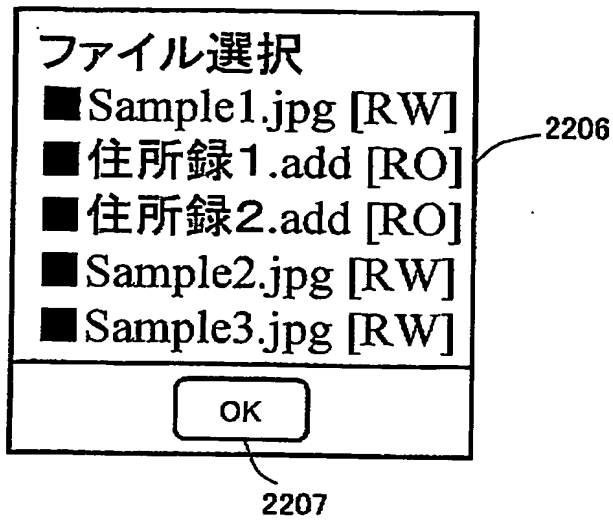 ファイル選択
■Sample1.jpg [RW]
■住所録1.add [RO]
■住所録2.add [RO]
■Sample2.jpg [RW]
■Sample3.jpg [RW]
OK
2206
2207